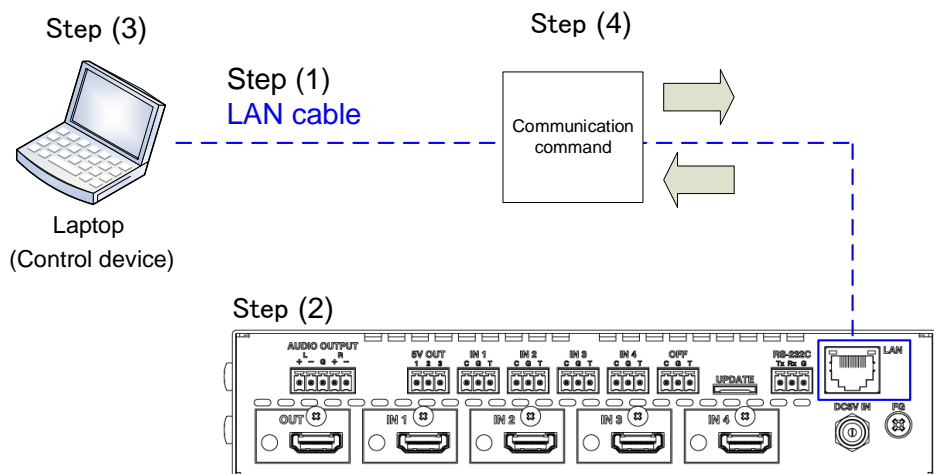 Step (3)
Step (4)
Step (1)
LAN cable
Communication
command
Laptop
(Control device)
Step (2)
AUDIO OUTPUT
L R
+ - G + -
5V OUT
1 2 3
IN 1
C G T
IN 2
C G T
IN 3
C G T
IN 4
C G T
OFF
C G T
UPDATE
RS-232C
Tx Rx G
LAN
DC5V IN
FG
OUT
IN 1
IN 2
IN 3
IN 4